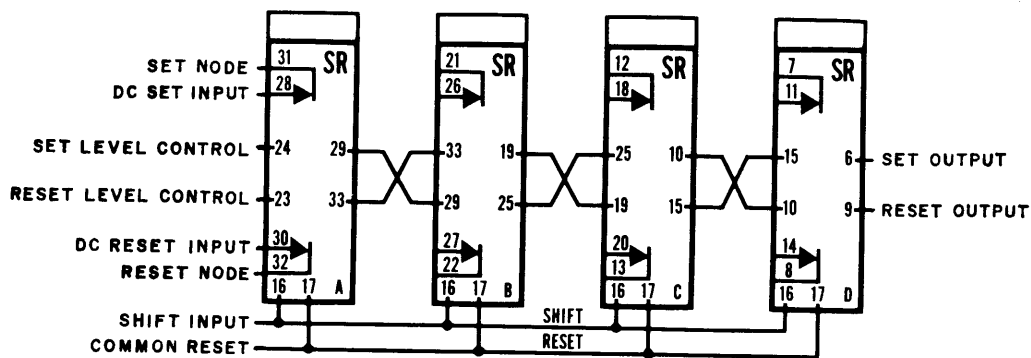 SR SR SR SR
SET NODE 31 21 12 7
DC SET INPUT 28 26 18 11
SET LEVEL CONTROL 24 29 33 19 25 10 15 6 SET OUTPUT
RESET LEVEL CONTROL 23 33 29 25 19 15 10 9 RESET OUTPUT
DC RESET INPUT 30 27 20 14
RESET NODE 32 22 13 8
16 17 A 16 17 B 16 17 C 16 17 D
SHIFT INPUT SHIFT
COMMON RESET RESET